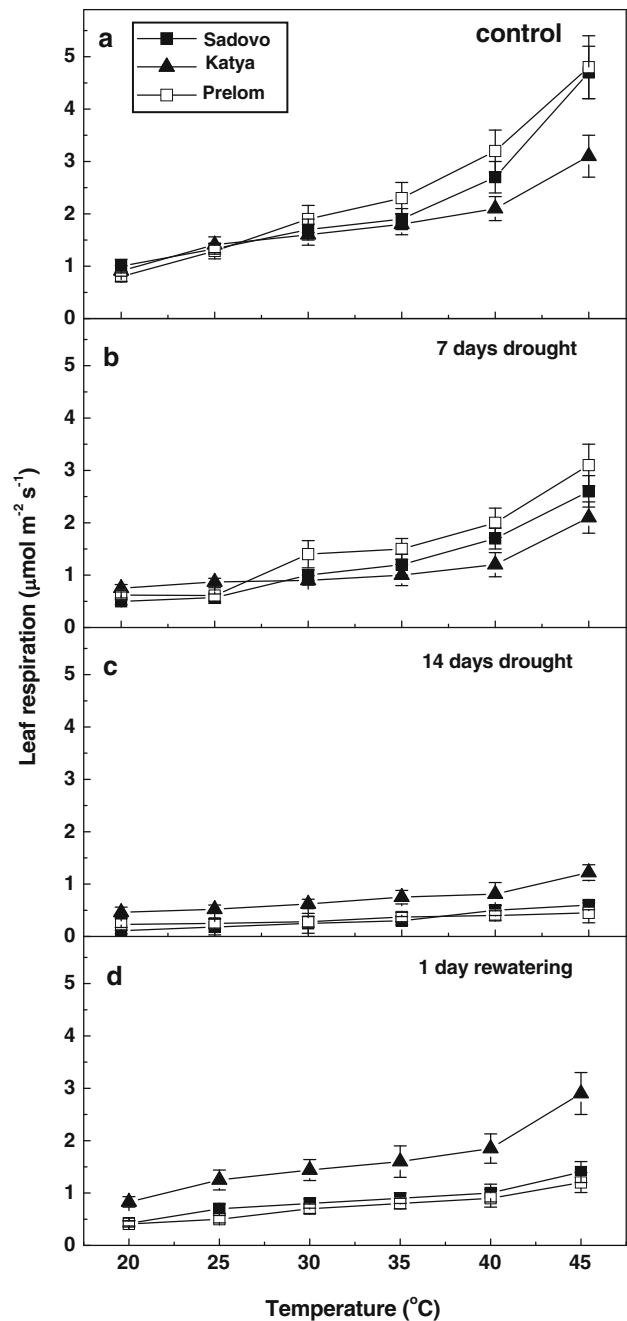 a
control
Sadovo
Katya
Prelom
5
4
3
2
1
0
b
7 days drought
5
4
3
2
1
0
c
14 days drought
5
4
3
2
1
0
d
1 day rewatering
5
4
3
2
1
0
Leaf respiration (μmol m⁻² s⁻¹)
20 25 30 35 40 45
Temperature (°C)